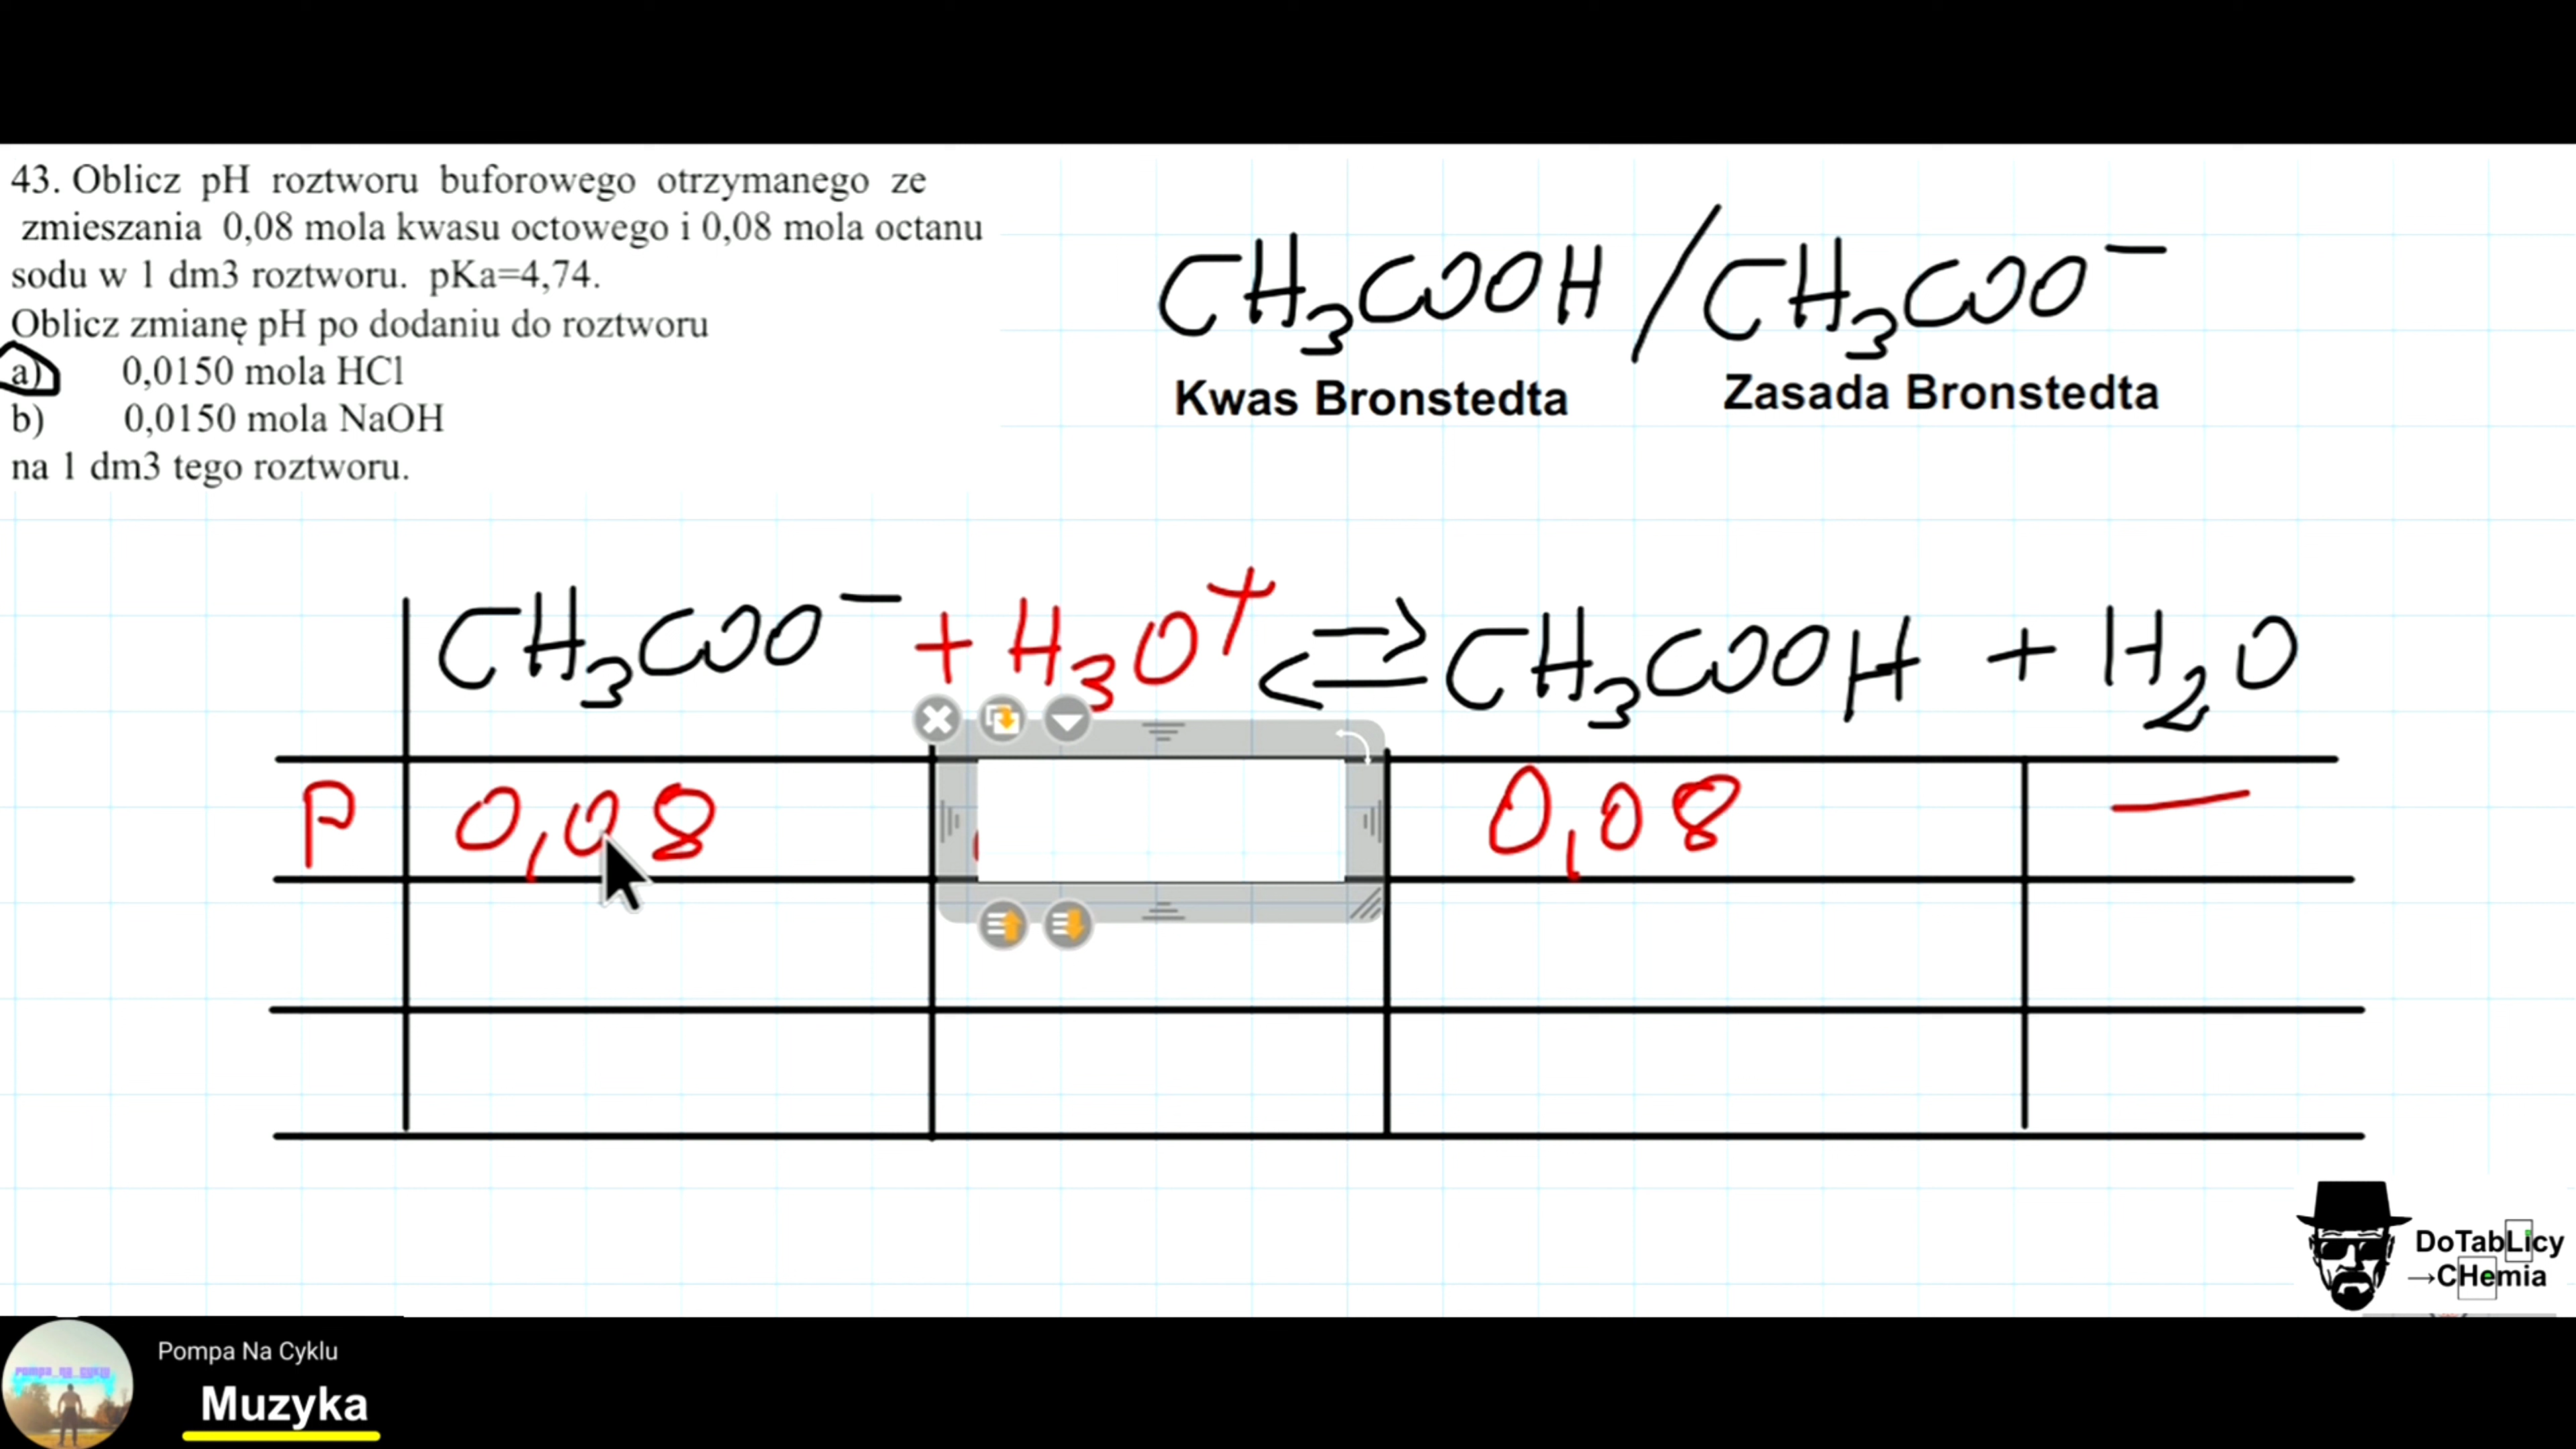 43. Oblicz pH roztworu buforowego otrzymanego ze
zmieszania 0,08 mola kwasu octowego i 0,08 mola octanu
sodu w 1 dm3 roztworu. pKa=4,74.
Oblicz zmianę pH po dodaniu do roztworu
a) 0,0150 mola HCl
b) 0,0150 mola NaOH
na 1 dm3 tego roztworu.
CH3COOH / CH3COO−
Kwas Bronstedta Zasada Bronstedta
CH3COO− + H3O+ ⇄ CH3COOH + H2O
P 0,08 0,08 —
DoTabLicy
→CHemia
Pompa Na Cyklu
Muzyka